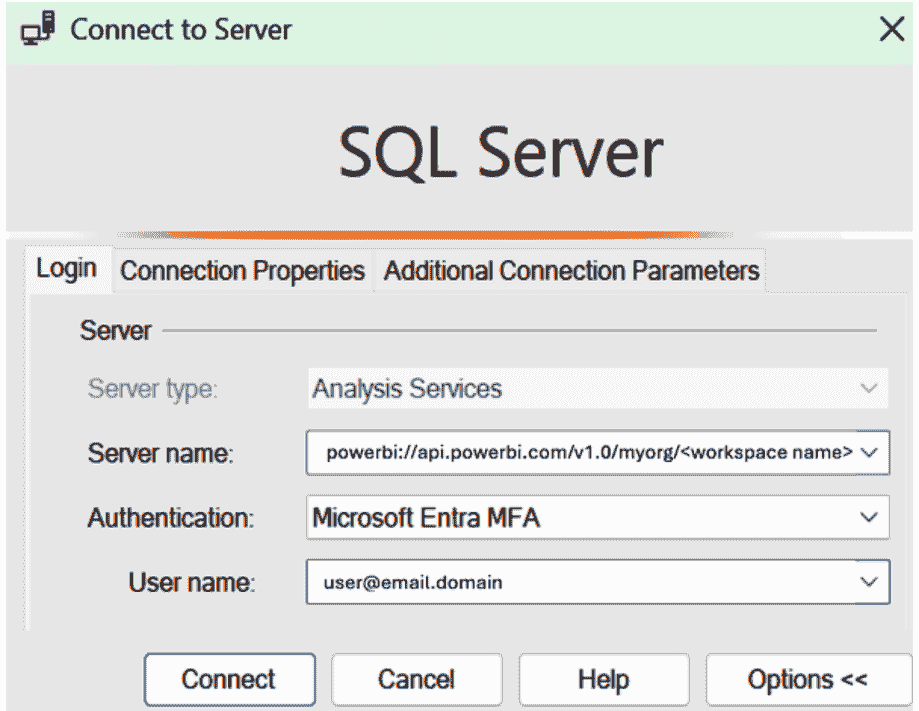 Connect to Server
SQL Server
Login Connection Properties Additional Connection Parameters
Server
Server type: Analysis Services
Server name: powerbi://api.powerbi.com/v1.0/myorg/<workspace name>
Authentication: Microsoft Entra MFA
User name: user@email.domain
Connect Cancel Help Options <<